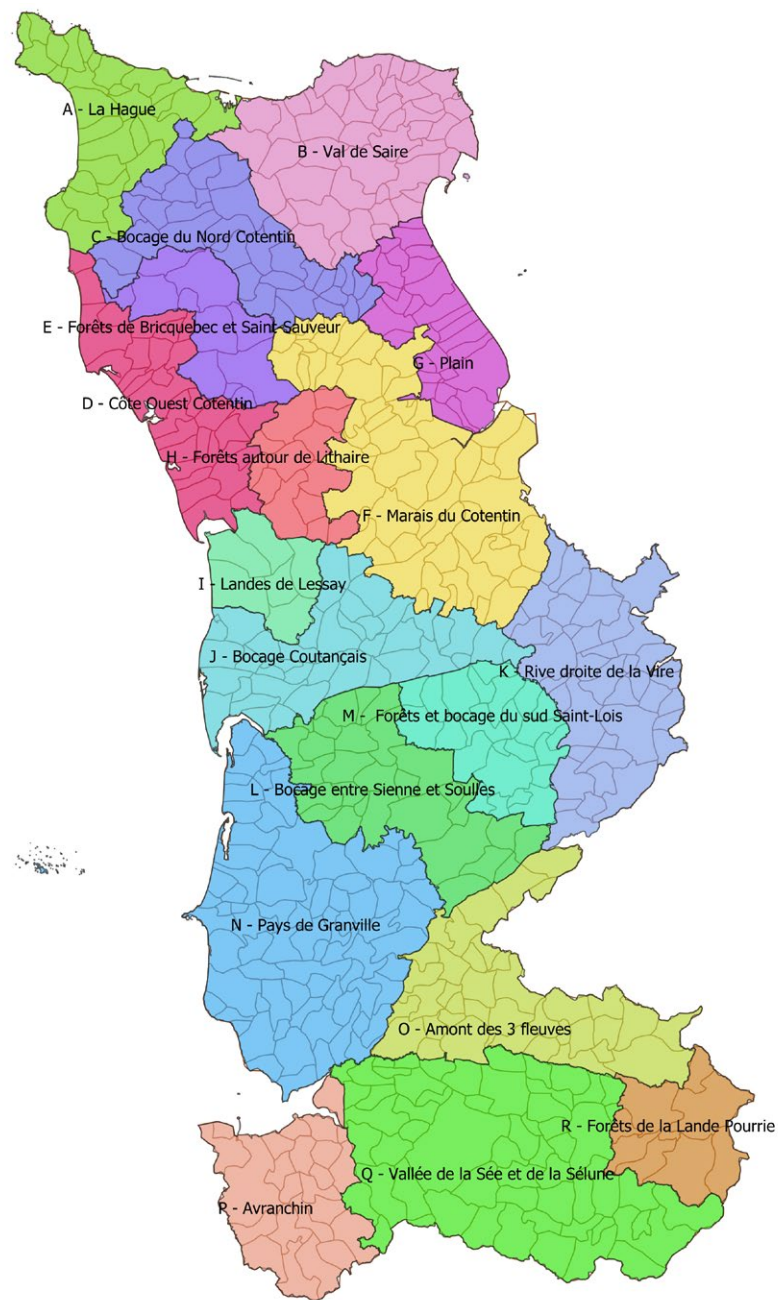 A - La Hague
B - Val de Saire
C - Bocage du Nord Cotentin
E - Forêts de Bricquebec et Saint-Sauveur
G - Plain
D - Côte Ouest Cotentin
H - Forêts autour de Lithaire
F - Marais du Cotentin
I - Landes de Lessay
J - Bocage Coutançais
K - Rive droite de la Vire
M - Forêts et bocage du sud Saint-Lois
L - Bocage entre Sienne et Soulles
N - Pays de Granville
O - Amont des 3 fleuves
R - Forêts de la Lande Pourrie
Q - Vallée de la Sée et de la Sélune
P - Avranchin